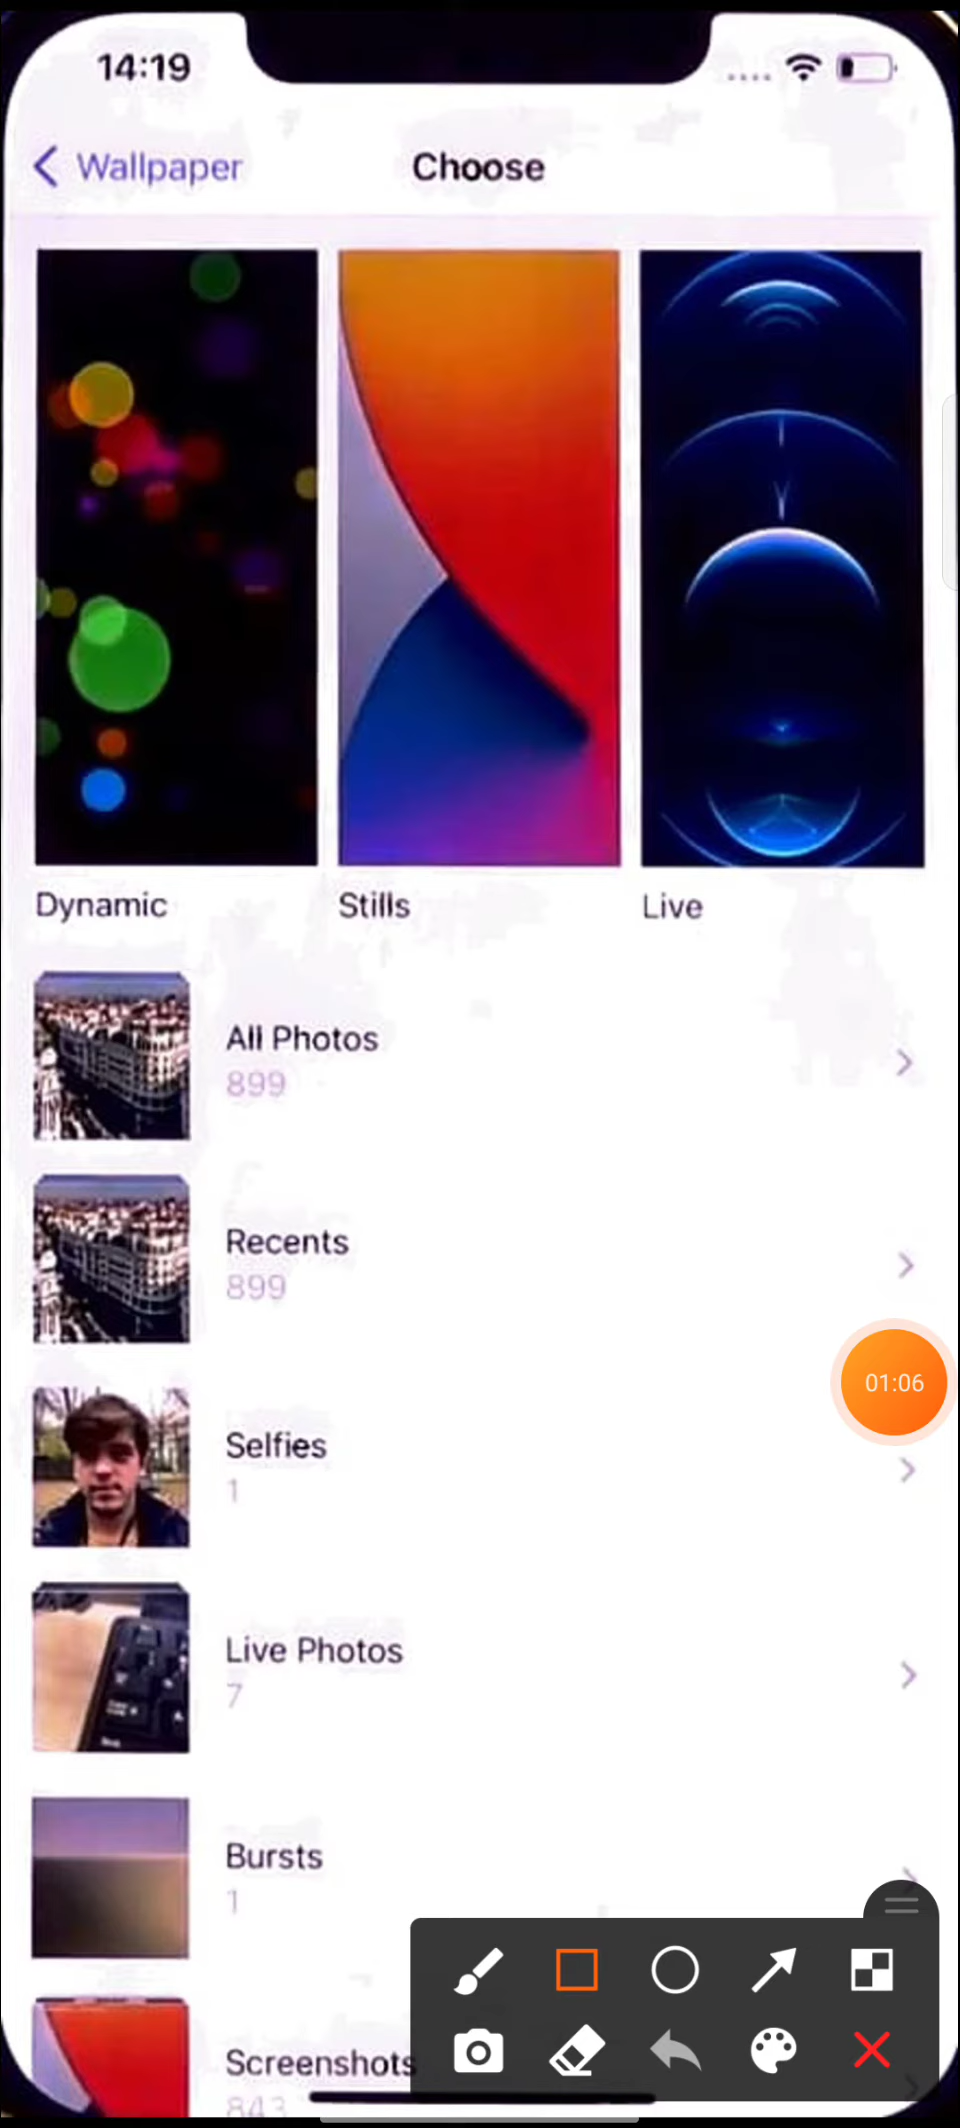 14:19
Wallpaper
Choose
Dynamic
Stills
Live
All Photos
899
Recents
899
01:06
Selfies
1
Live Photos
7
Bursts
1
Screenshots
843